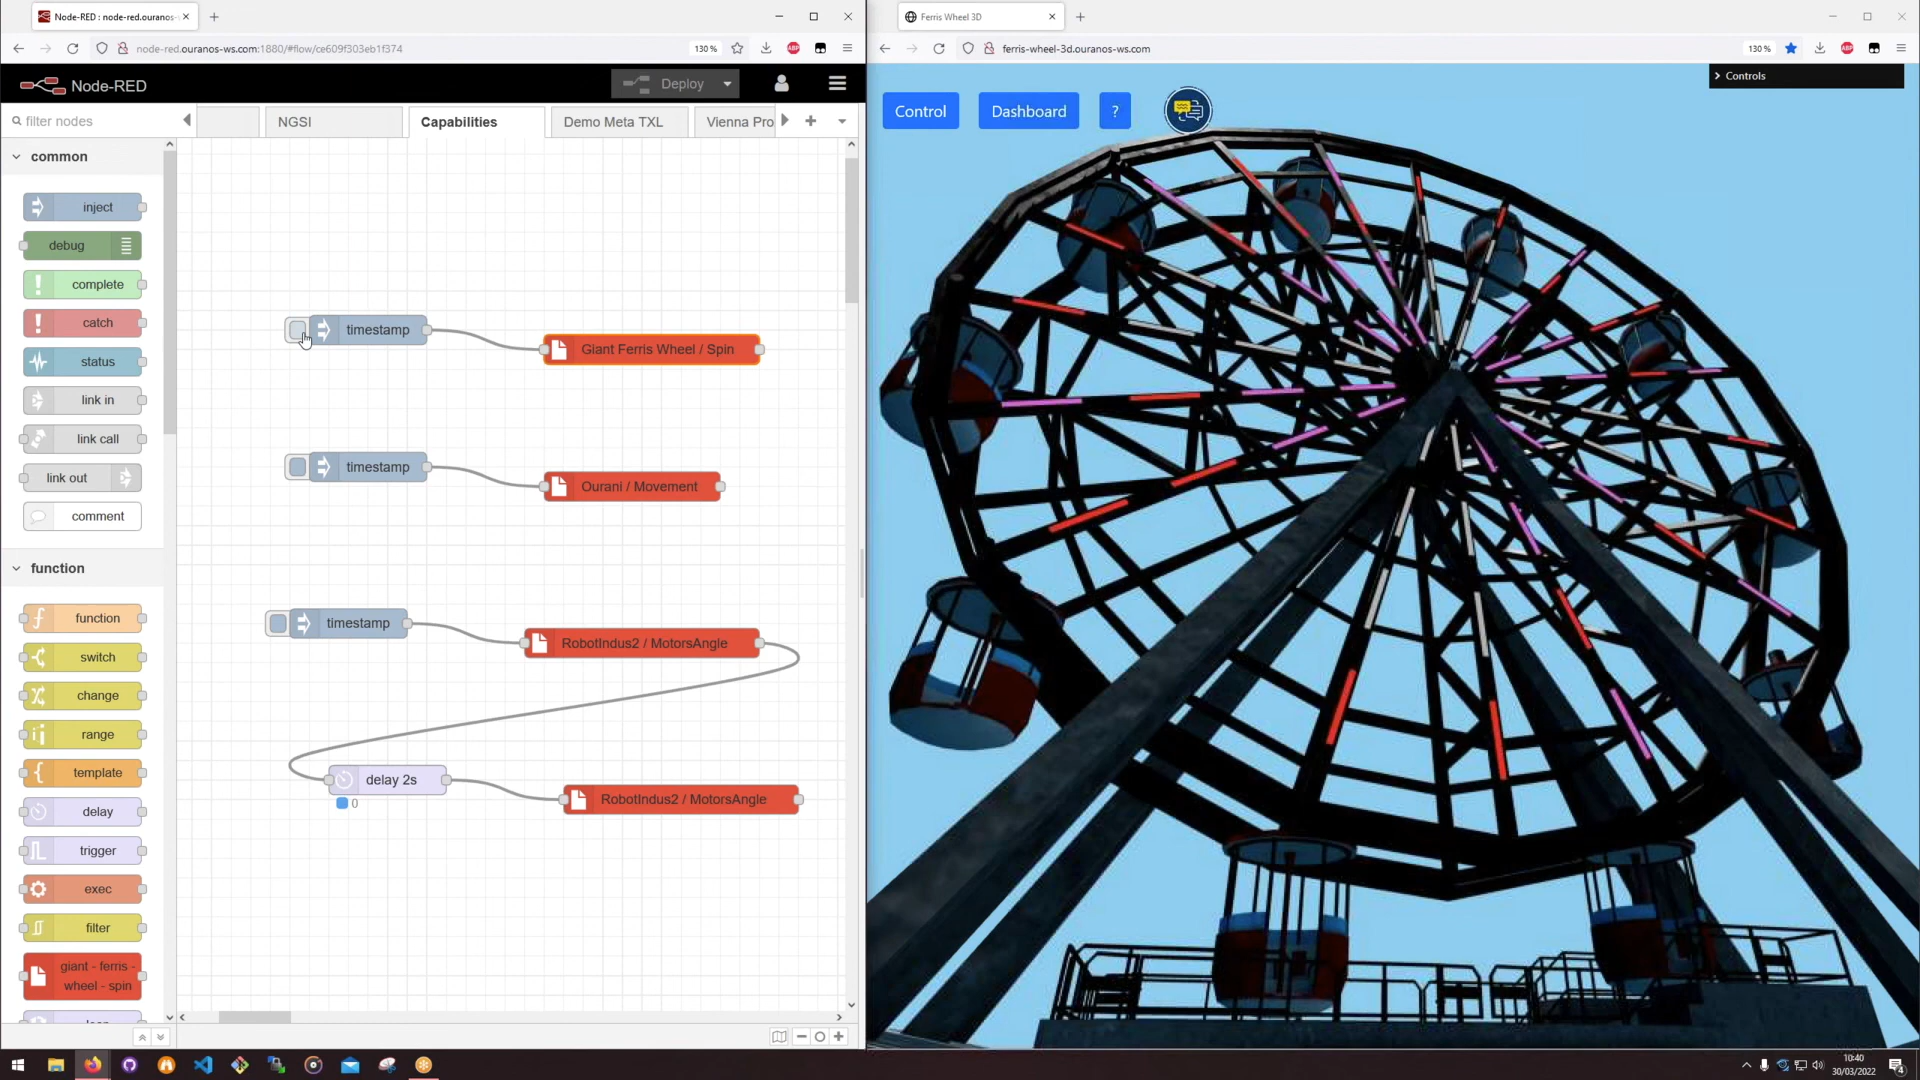 Node-RED : node-red.ouranos-
Ferris Wheel 3D
node-red.ouranos-ws.com:1880/#flow/ce609f303eb1f374
130 %
ABP
ferris-wheel-3d.ouranos-ws.com
130 %
ABP
Node-RED
Deploy
Controls
filter nodes
NGSI
Capabilities
Demo Meta TXL
Vienna Pro
Control
Dashboard
?
common
inject
debug
complete
catch
status
link in
link call
link out
comment
function
function
switch
change
range
template
delay
trigger
exec
filter
giant - ferris -
wheel - spin
timestamp
Giant Ferris Wheel / Spin
timestamp
Ourani / Movement
timestamp
RobotIndus2 / MotorsAngle
delay 2s
0
RobotIndus2 / MotorsAngle
10:40
30/03/2022
4